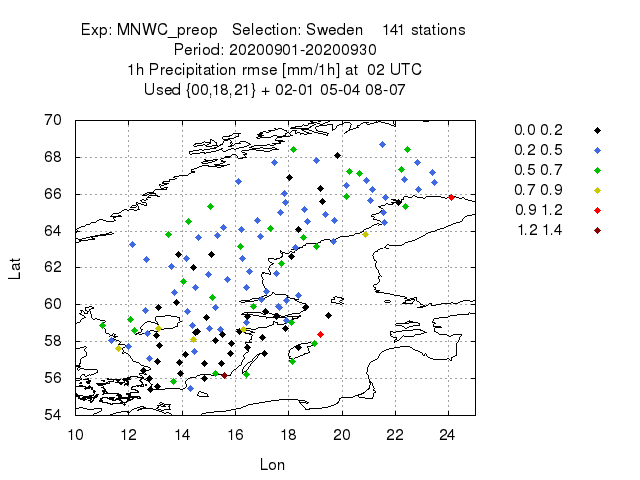 Exp: MNWC_preop Selection: Sweden 141 stations
Period: 20200901-20200930
1h Precipitation rmse [mm/1h] at 02 UTC
Used {00,18,21} + 02-01 05-04 08-07
70
68
66
64
62
60
58
56
54
Lat
10 12 14 16 18 20 22 24
Lon
0.0 0.2
0.2 0.5
0.5 0.7
0.7 0.9
0.9 1.2
1.2 1.4